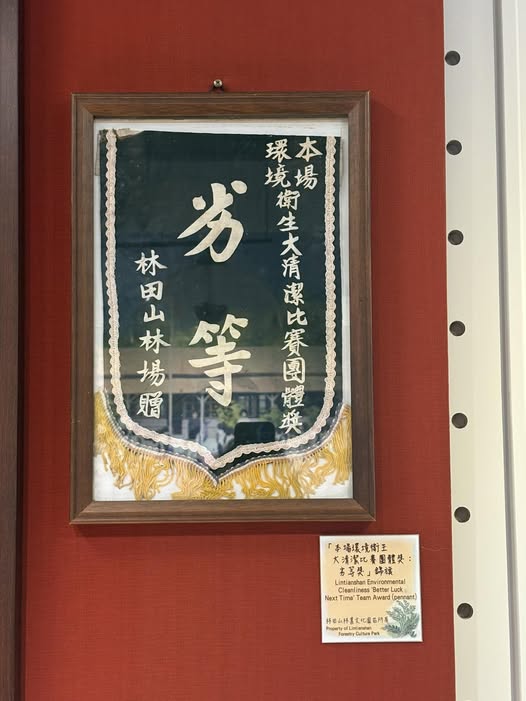 本場
環境衛生大清潔比賽團體獎
劣等
林田山林場贈
「本場環境衛生
大清潔比賽團體獎:
劣等獎」錦旗
Lintianshan Environmental
Cleanliness 'Better Luck
Next Time' Team Award (pennant)
林田山林業文化園區所有
Property of Lintianshan
Forestry Culture Park